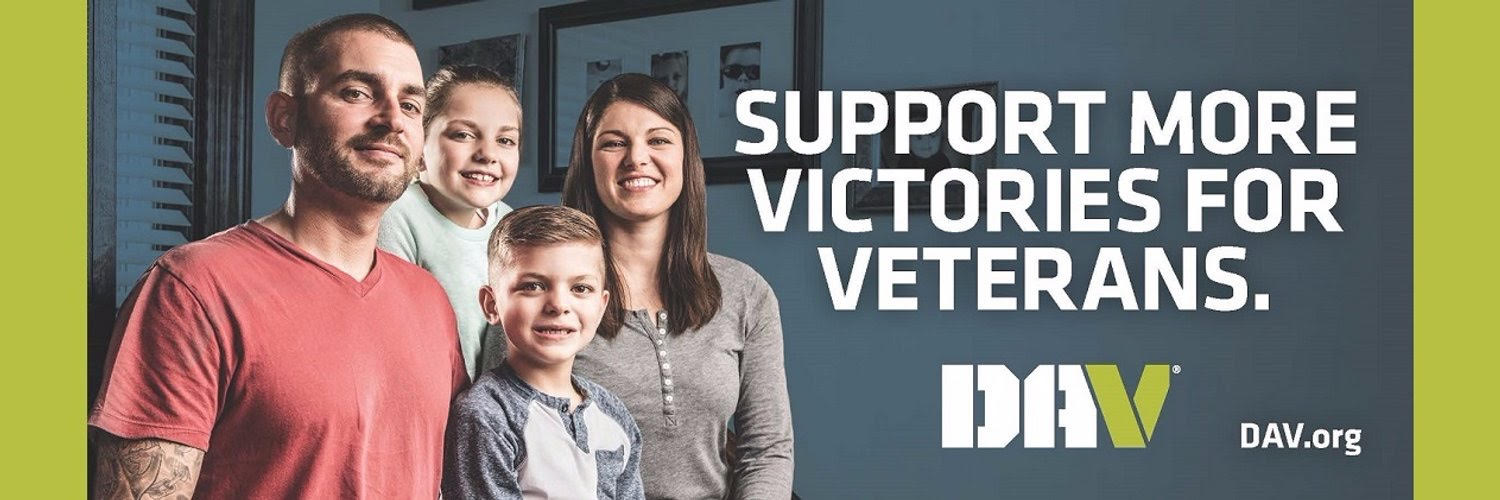 SUPPORT MORE
VICTORIES FOR
VETERANS.
DAV®
DAV.org